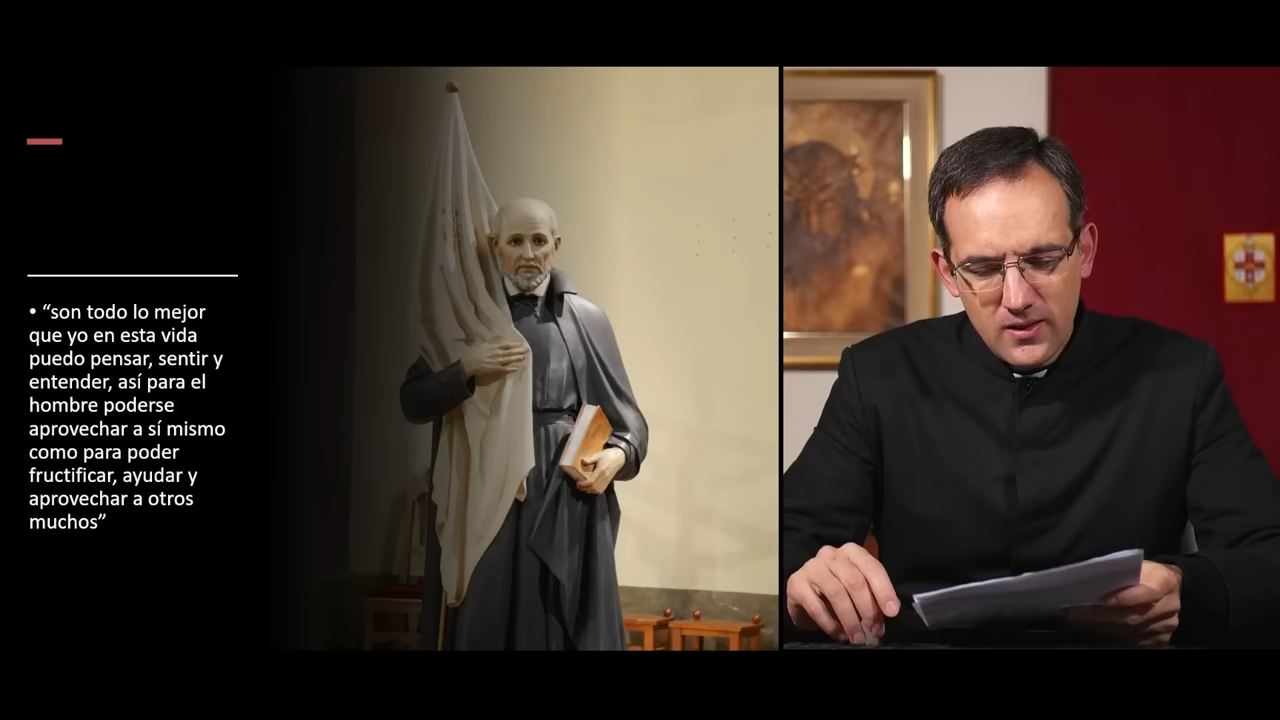 • “son todo lo mejor
que yo en esta vida
puedo pensar, sentir y
entender, así para el
hombre poderse
aprovechar a sí mismo
como para poder
fructificar, ayudar y
aprovechar a otros
muchos”